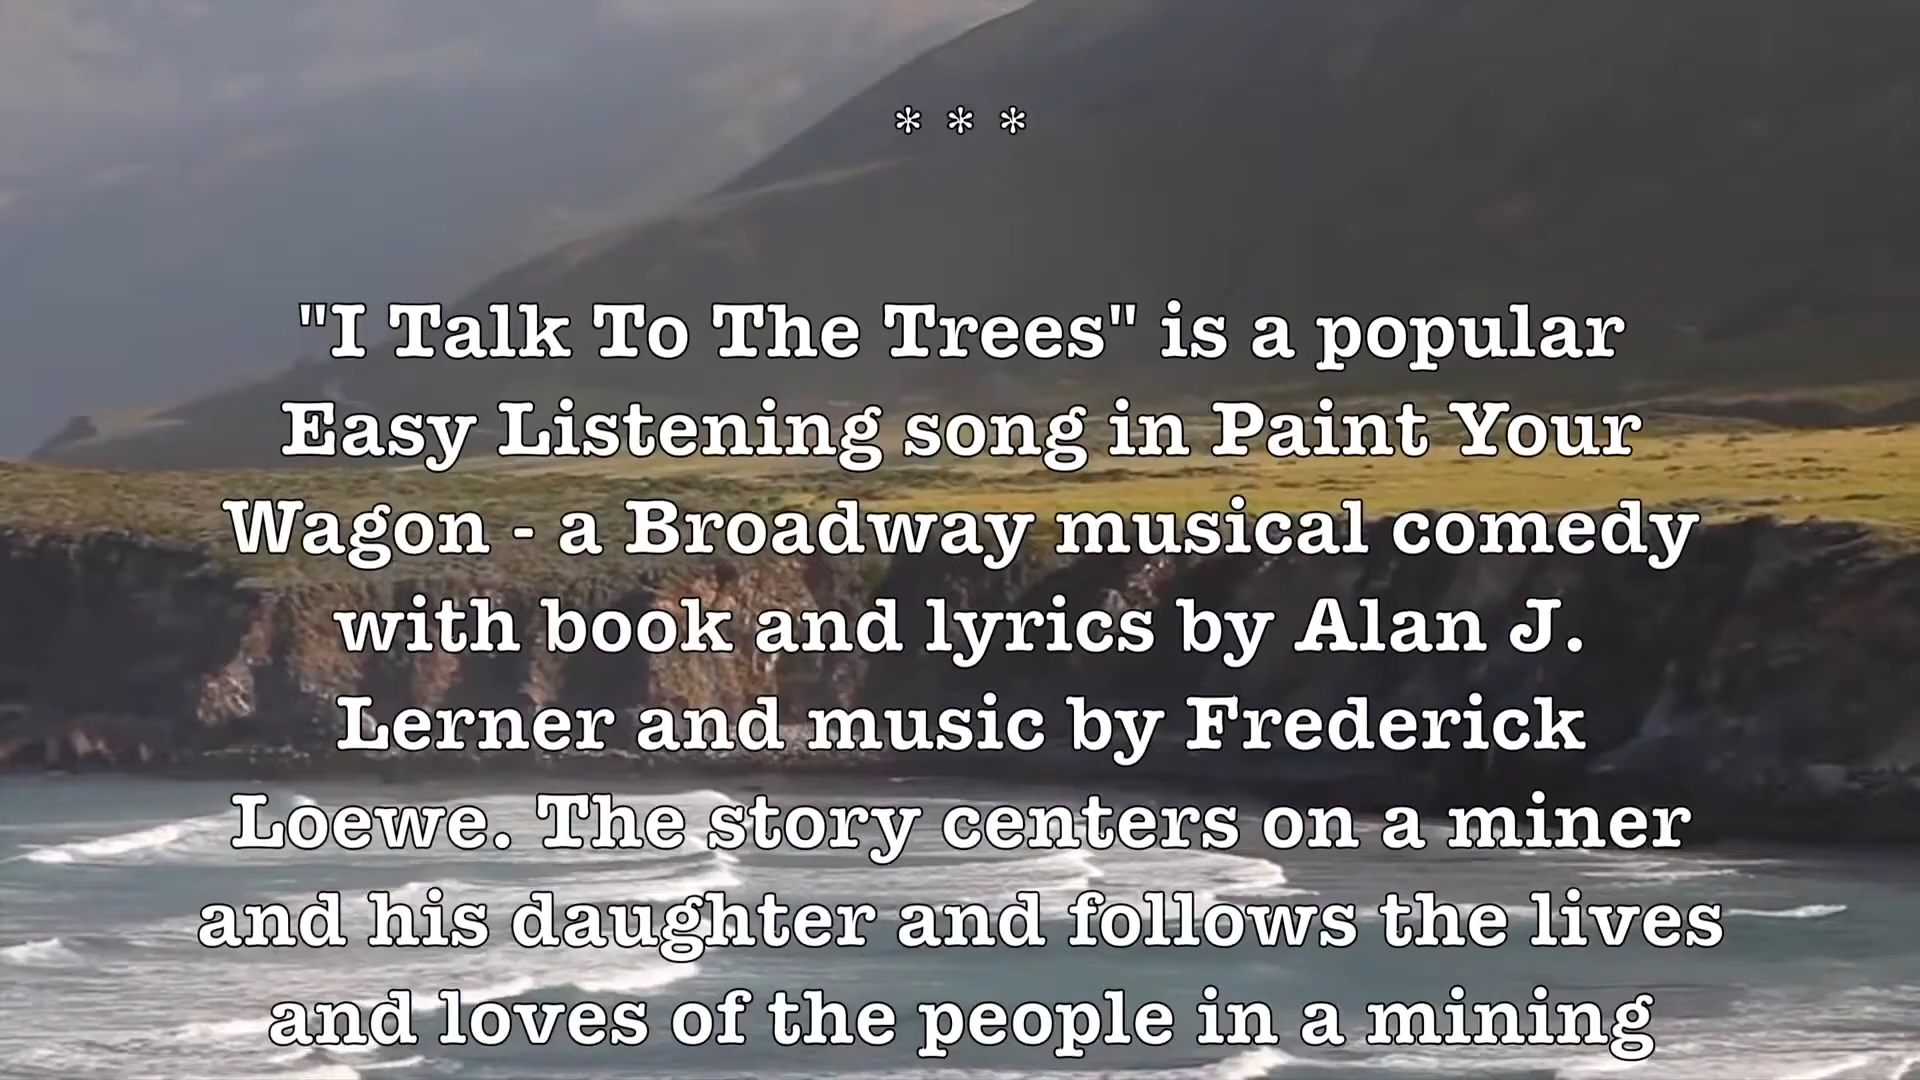 * * *
"I Talk To The Trees" is a popular
Easy Listening song in Paint Your
Wagon - a Broadway musical comedy
with book and lyrics by Alan J.
Lerner and music by Frederick
Loewe. The story centers on a miner
and his daughter and follows the lives
and loves of the people in a mining